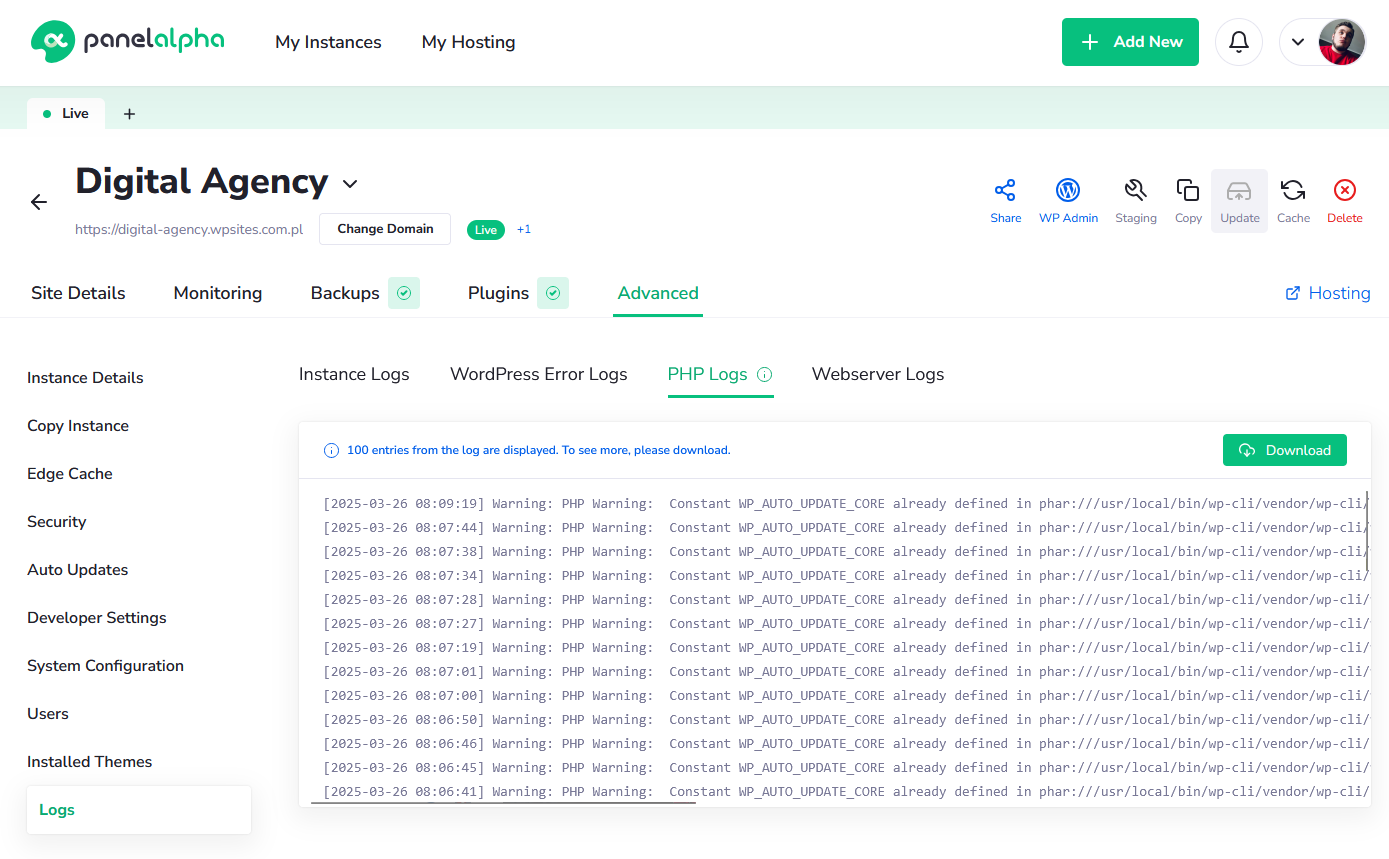 panelalpha
My Instances
My Hosting
Add New
Live
Digital Agency
https://digital-agency.wpsites.com.pl
Change Domain
Live
+1
Share
WP Admin
Staging
Copy
Update
Cache
Delete
Site Details
Monitoring
Backups
Plugins
Advanced
Hosting
Instance Details
Copy Instance
Edge Cache
Security
Auto Updates
Developer Settings
System Configuration
Users
Installed Themes
Logs
Instance Logs
WordPress Error Logs
PHP Logs
Webserver Logs
100 entries from the log are displayed. To see more, please download.
Download
[2025-03-26 08:09:19] Warning: PHP Warning:  Constant WP_AUTO_UPDATE_CORE already defined in phar:///usr/local/bin/wp-cli/vendor/wp-cli/
[2025-03-26 08:07:44] Warning: PHP Warning:  Constant WP_AUTO_UPDATE_CORE already defined in phar:///usr/local/bin/wp-cli/vendor/wp-cli/
[2025-03-26 08:07:38] Warning: PHP Warning:  Constant WP_AUTO_UPDATE_CORE already defined in phar:///usr/local/bin/wp-cli/vendor/wp-cli/
[2025-03-26 08:07:34] Warning: PHP Warning:  Constant WP_AUTO_UPDATE_CORE already defined in phar:///usr/local/bin/wp-cli/vendor/wp-cli/
[2025-03-26 08:07:28] Warning: PHP Warning:  Constant WP_AUTO_UPDATE_CORE already defined in phar:///usr/local/bin/wp-cli/vendor/wp-cli/
[2025-03-26 08:07:27] Warning: PHP Warning:  Constant WP_AUTO_UPDATE_CORE already defined in phar:///usr/local/bin/wp-cli/vendor/wp-cli/
[2025-03-26 08:07:19] Warning: PHP Warning:  Constant WP_AUTO_UPDATE_CORE already defined in phar:///usr/local/bin/wp-cli/vendor/wp-cli/
[2025-03-26 08:07:01] Warning: PHP Warning:  Constant WP_AUTO_UPDATE_CORE already defined in phar:///usr/local/bin/wp-cli/vendor/wp-cli/
[2025-03-26 08:07:00] Warning: PHP Warning:  Constant WP_AUTO_UPDATE_CORE already defined in phar:///usr/local/bin/wp-cli/vendor/wp-cli/
[2025-03-26 08:06:50] Warning: PHP Warning:  Constant WP_AUTO_UPDATE_CORE already defined in phar:///usr/local/bin/wp-cli/vendor/wp-cli/
[2025-03-26 08:06:46] Warning: PHP Warning:  Constant WP_AUTO_UPDATE_CORE already defined in phar:///usr/local/bin/wp-cli/vendor/wp-cli/
[2025-03-26 08:06:45] Warning: PHP Warning:  Constant WP_AUTO_UPDATE_CORE already defined in phar:///usr/local/bin/wp-cli/vendor/wp-cli/
[2025-03-26 08:06:41] Warning: PHP Warning:  Constant WP_AUTO_UPDATE_CORE already defined in phar:///usr/local/bin/wp-cli/vendor/wp-cli/